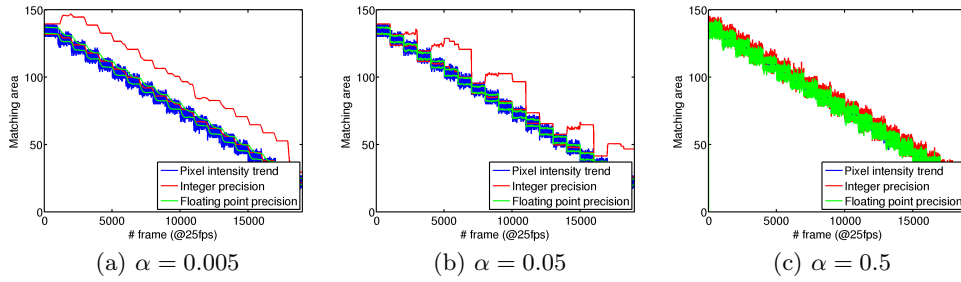 150
100
50
0
Matching area
0 5000 10000 15000
# frame (@25fps)
Pixel intensity trend
Integer precision
Floating point precision
(a) α = 0.005
150
100
50
0
Matching area
0 5000 10000 15000
# frame (@25fps)
Pixel intensity trend
Integer precision
Floating point precision
(b) α = 0.05
150
100
50
0
Matching area
0 5000 10000 15000
# frame (@25fps)
Pixel intensity trend
Integer precision
Floating point precision
(c) α = 0.5